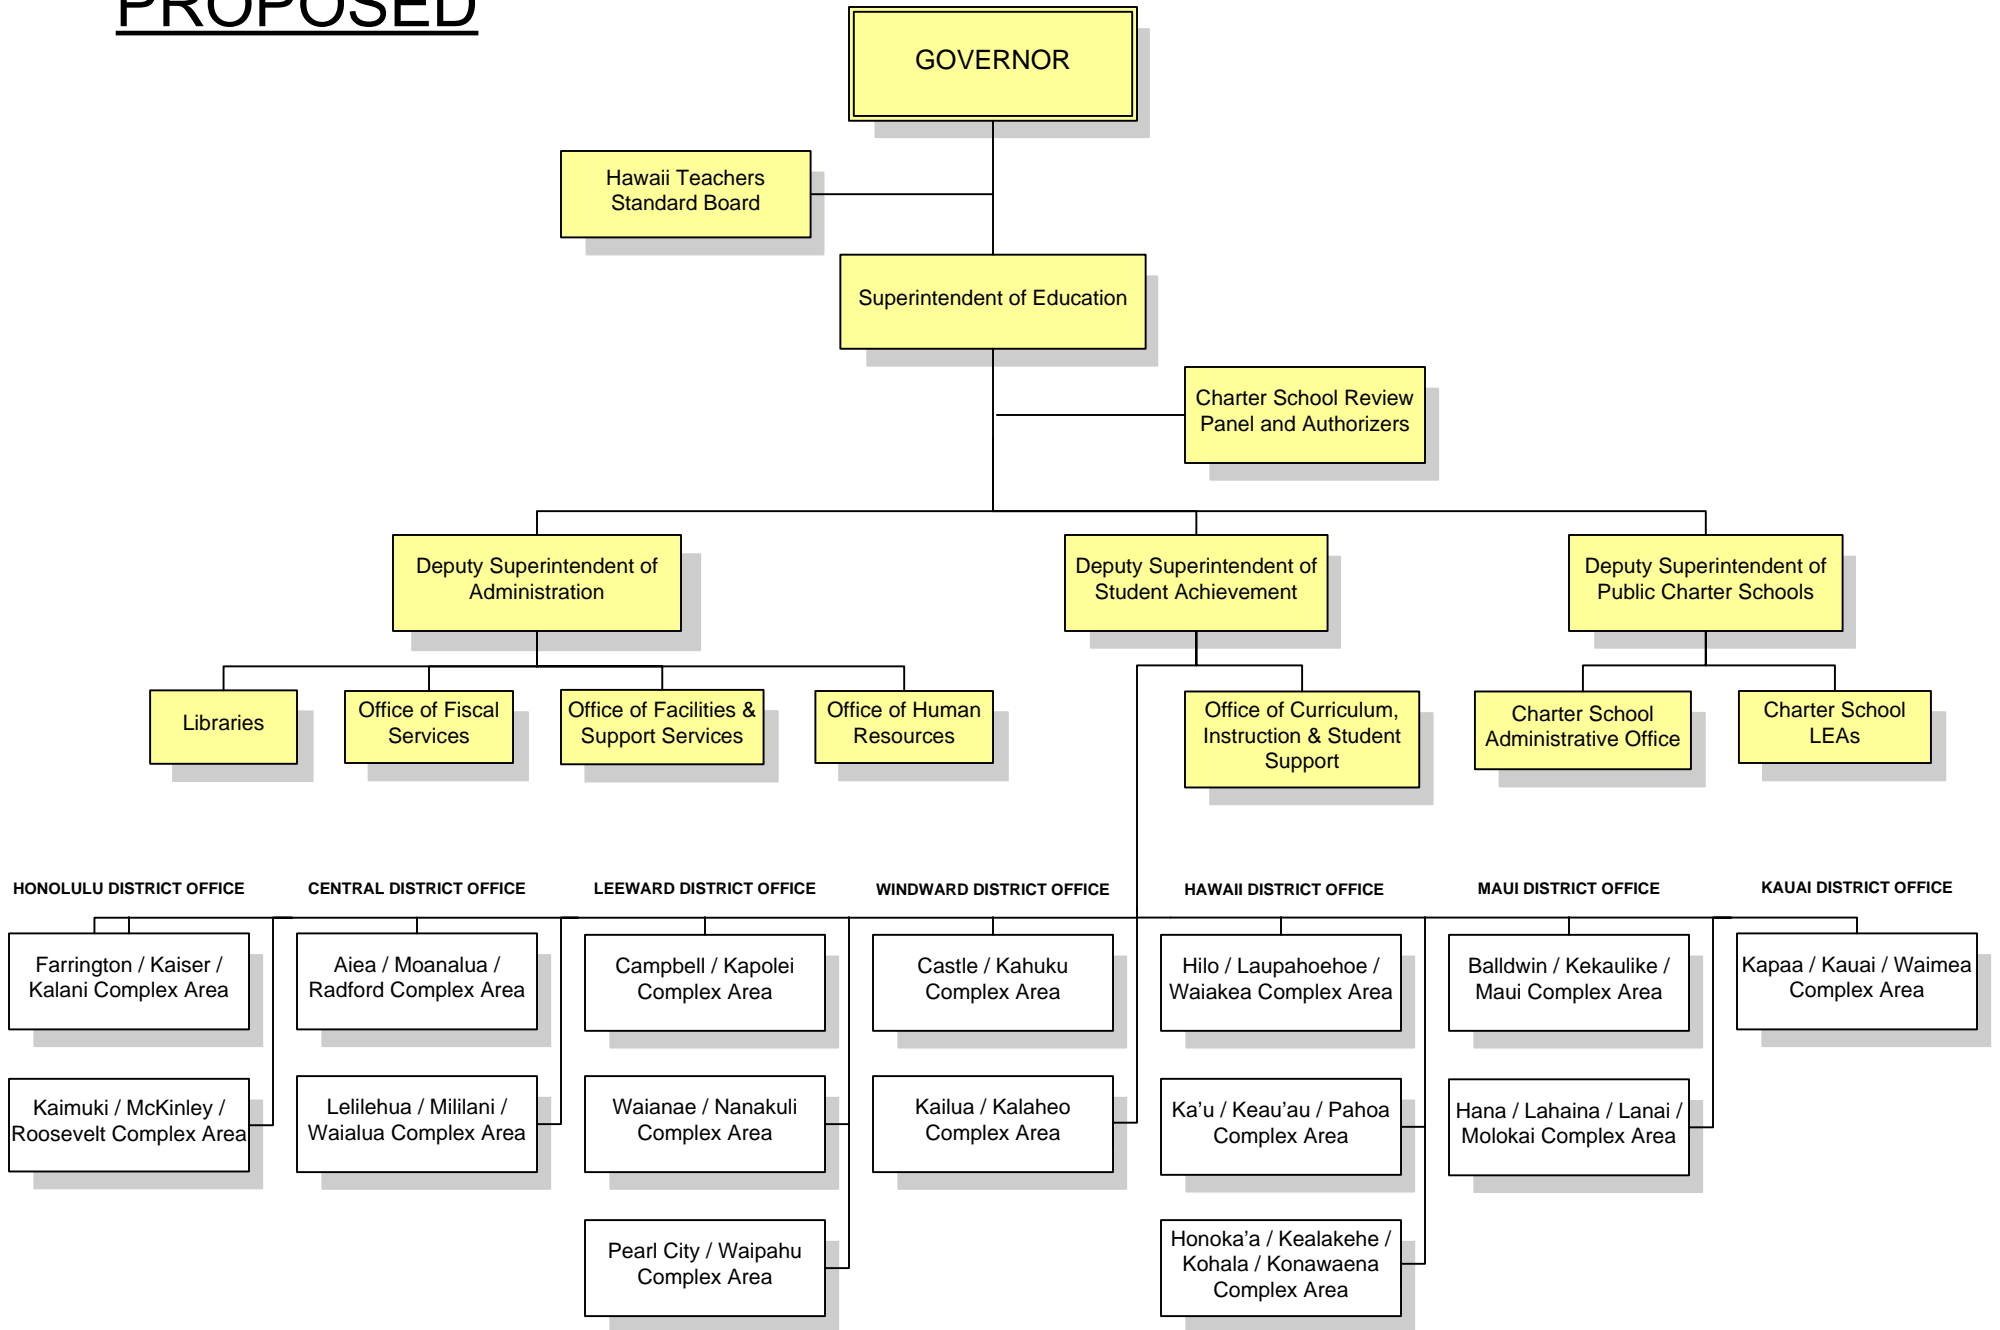 PROPOSED
GOVERNOR
Hawaii Teachers
Standard Board
Superintendent of Education
Charter School Review
Panel and Authorizers
Deputy Superintendent of
Administration
Deputy Superintendent of
Student Achievement
Deputy Superintendent of
Public Charter Schools
Libraries
Office of Fiscal
Services
Office of Facilities &
Support Services
Office of Human
Resources
Office of Curriculum,
Instruction & Student
Support
Charter School
Administrative Office
Charter School
LEAs
HONOLULU DISTRICT OFFICE
CENTRAL DISTRICT OFFICE
LEEWARD DISTRICT OFFICE
WINDWARD DISTRICT OFFICE
HAWAII DISTRICT OFFICE
MAUI DISTRICT OFFICE
KAUAI DISTRICT OFFICE
Farrington / Kaiser /
Kalani Complex Area
Aiea / Moanalua /
Radford Complex Area
Campbell / Kapolei
Complex Area
Castle / Kahuku
Complex Area
Hilo / Laupahoehoe /
Waiakea Complex Area
Balldwin / Kekaulike /
Maui Complex Area
Kapaa / Kauai / Waimea
Complex Area
Kaimuki / McKinley /
Roosevelt Complex Area
Lelilehua / Mililani /
Waialua Complex Area
Waianae / Nanakuli
Complex Area
Kailua / Kalaheo
Complex Area
Ka’u / Keau’au / Pahoa
Complex Area
Hana / Lahaina / Lanai /
Molokai Complex Area
Pearl City / Waipahu
Complex Area
Honoka’a / Kealakehe /
Kohala / Konawaena
Complex Area